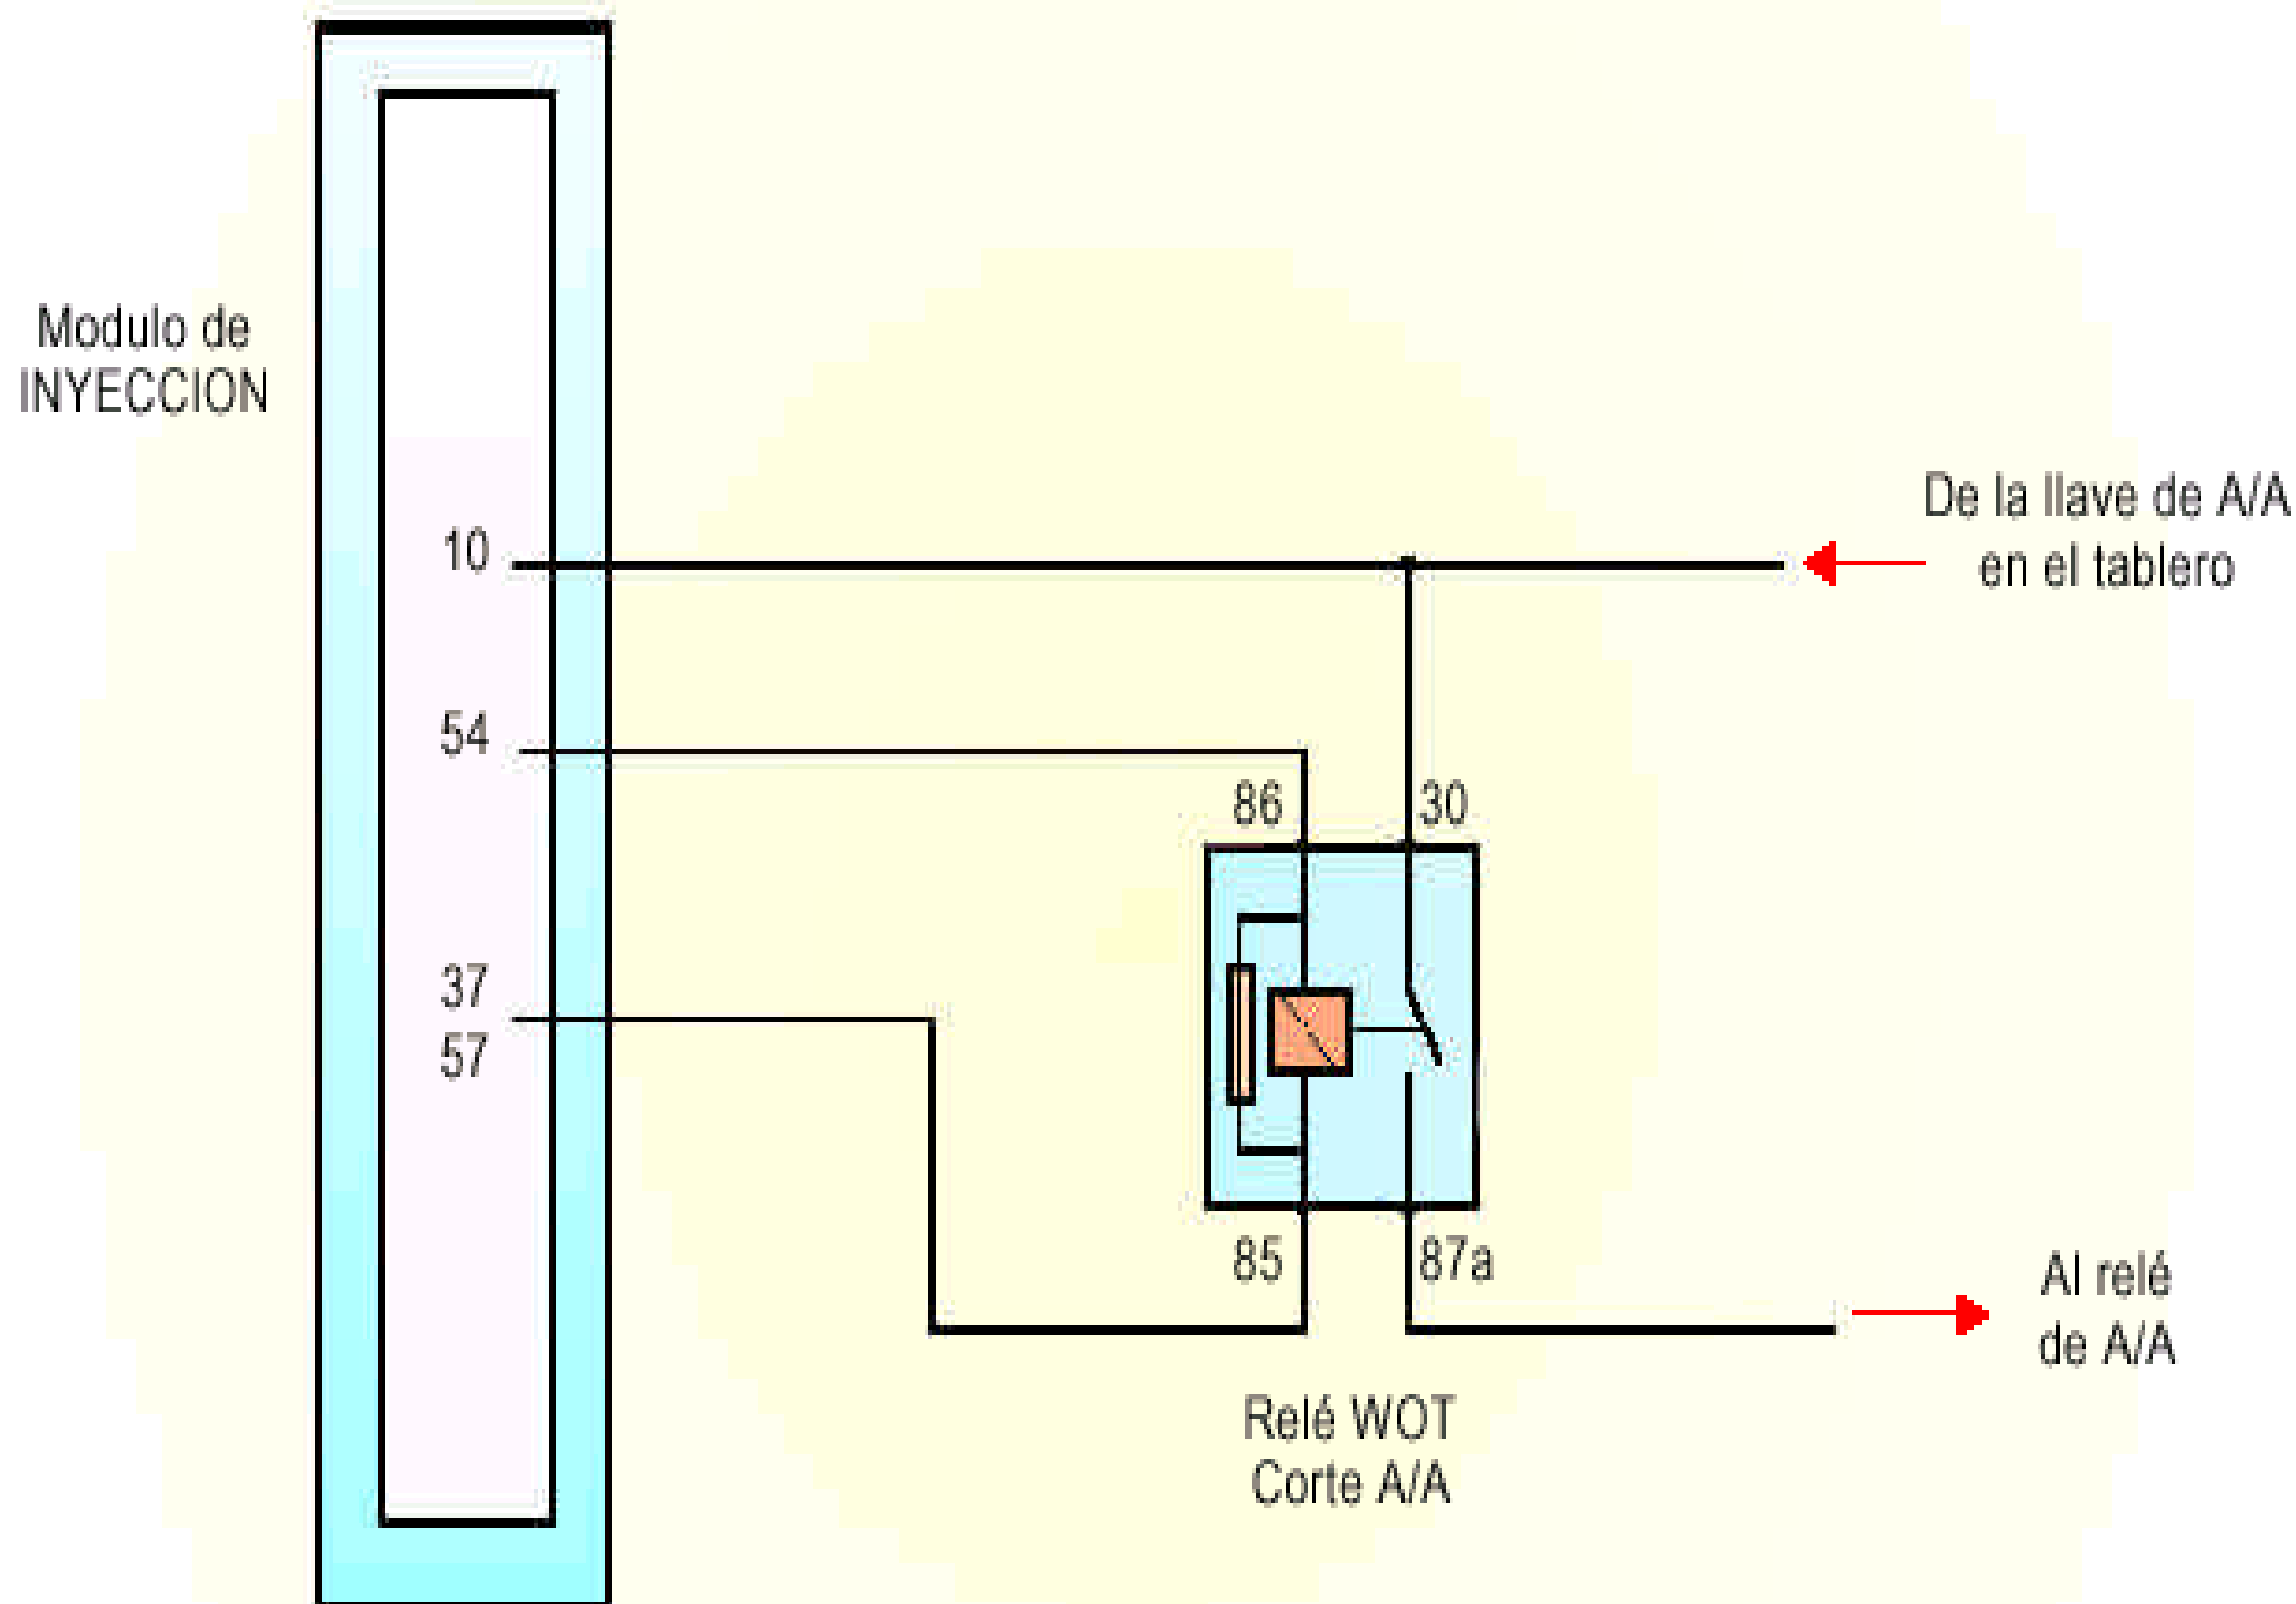 Modulo de
INYECCION
10
De la llave de A/A
en el tablero
54
86
30
37
57
85
87a
Al relé
de A/A
Relé WOT
Corte A/A